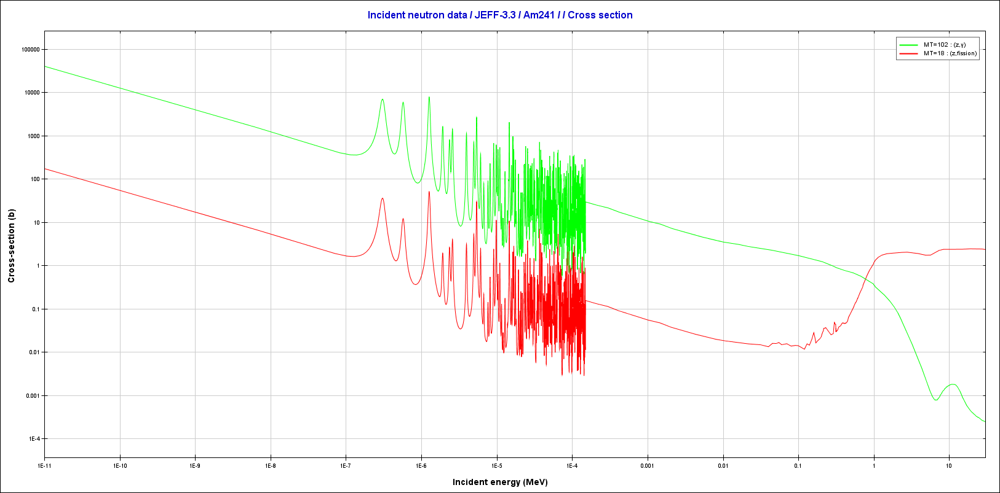 Incident neutron data / JEFF-3.3 / Am241 / / Cross section
MT=102 : (z,γ)
MT=18 : (z,fission)
Cross-section (b)
100000
10000
1000
100
10
1
0.1
0.01
0.001
1E-4
1E-11 1E-10 1E-9 1E-8 1E-7 1E-6 1E-5 1E-4 0.001 0.01 0.1 1 10
Incident energy (MeV)